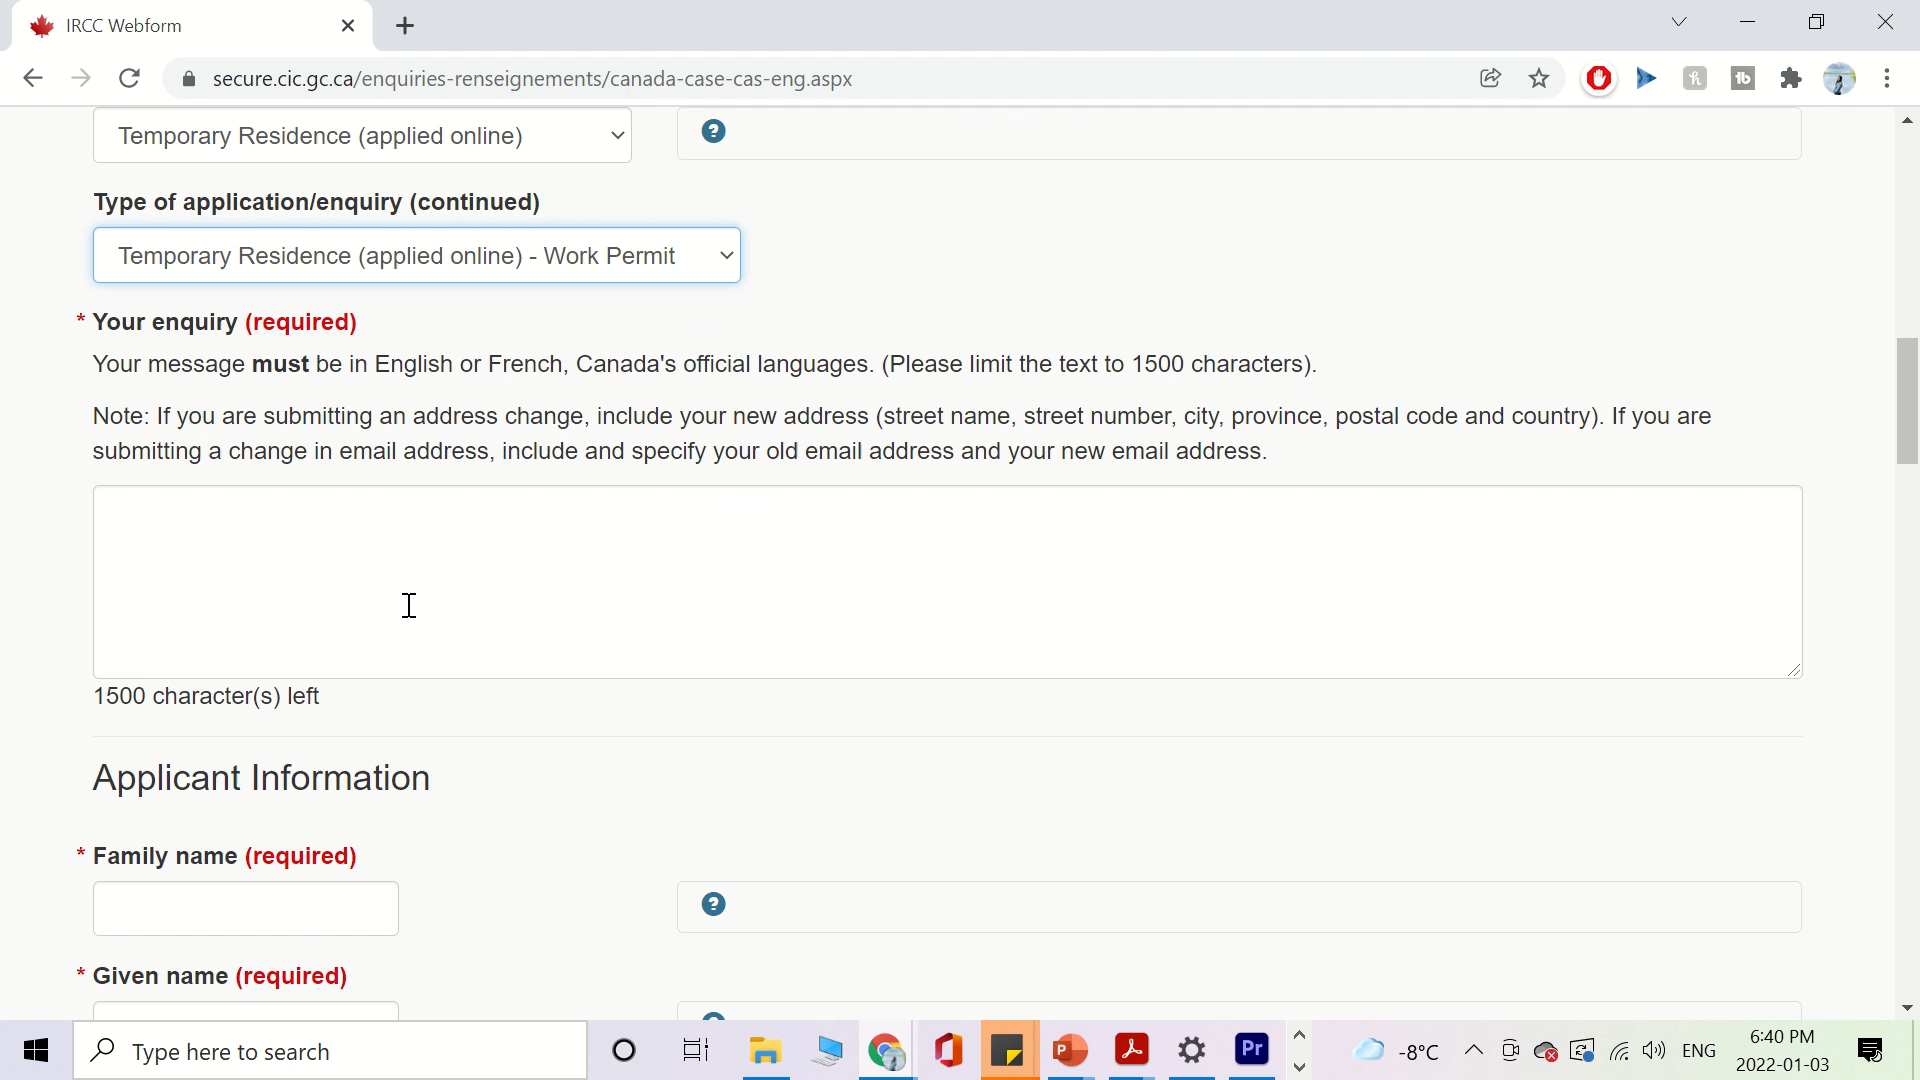 IRCC Webform
secure.cic.gc.ca/enquiries-renseignements/canada-case-cas-eng.aspx
Temporary Residence (applied online)
Type of application/enquiry (continued)
Temporary Residence (applied online) - Work Permit
* Your enquiry (required)
Your message must be in English or French, Canada's official languages. (Please limit the text to 1500 characters).
Note: If you are submitting an address change, include your new address (street name, street number, city, province, postal code and country). If you are
submitting a change in email address, include and specify your old email address and your new email address.
1500 character(s) left
Applicant Information
* Family name (required)
* Given name (required)
Type here to search
Pr
-8°C
ENG
6:40 PM
2022-01-03